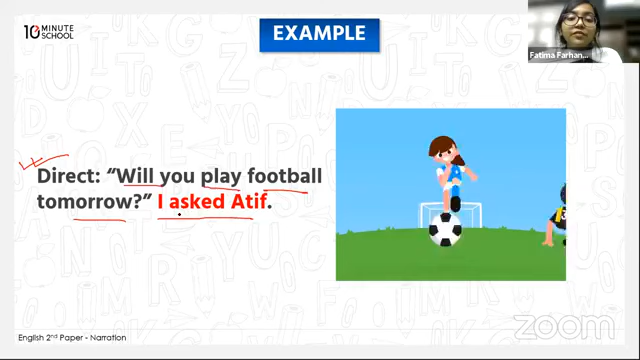 10 MINUTE
SCHOOL
EXAMPLE
Fatima Farhan...
Direct: “Will you play football
tomorrow?” I asked Atif.
English 2nd Paper - Narration
zoom